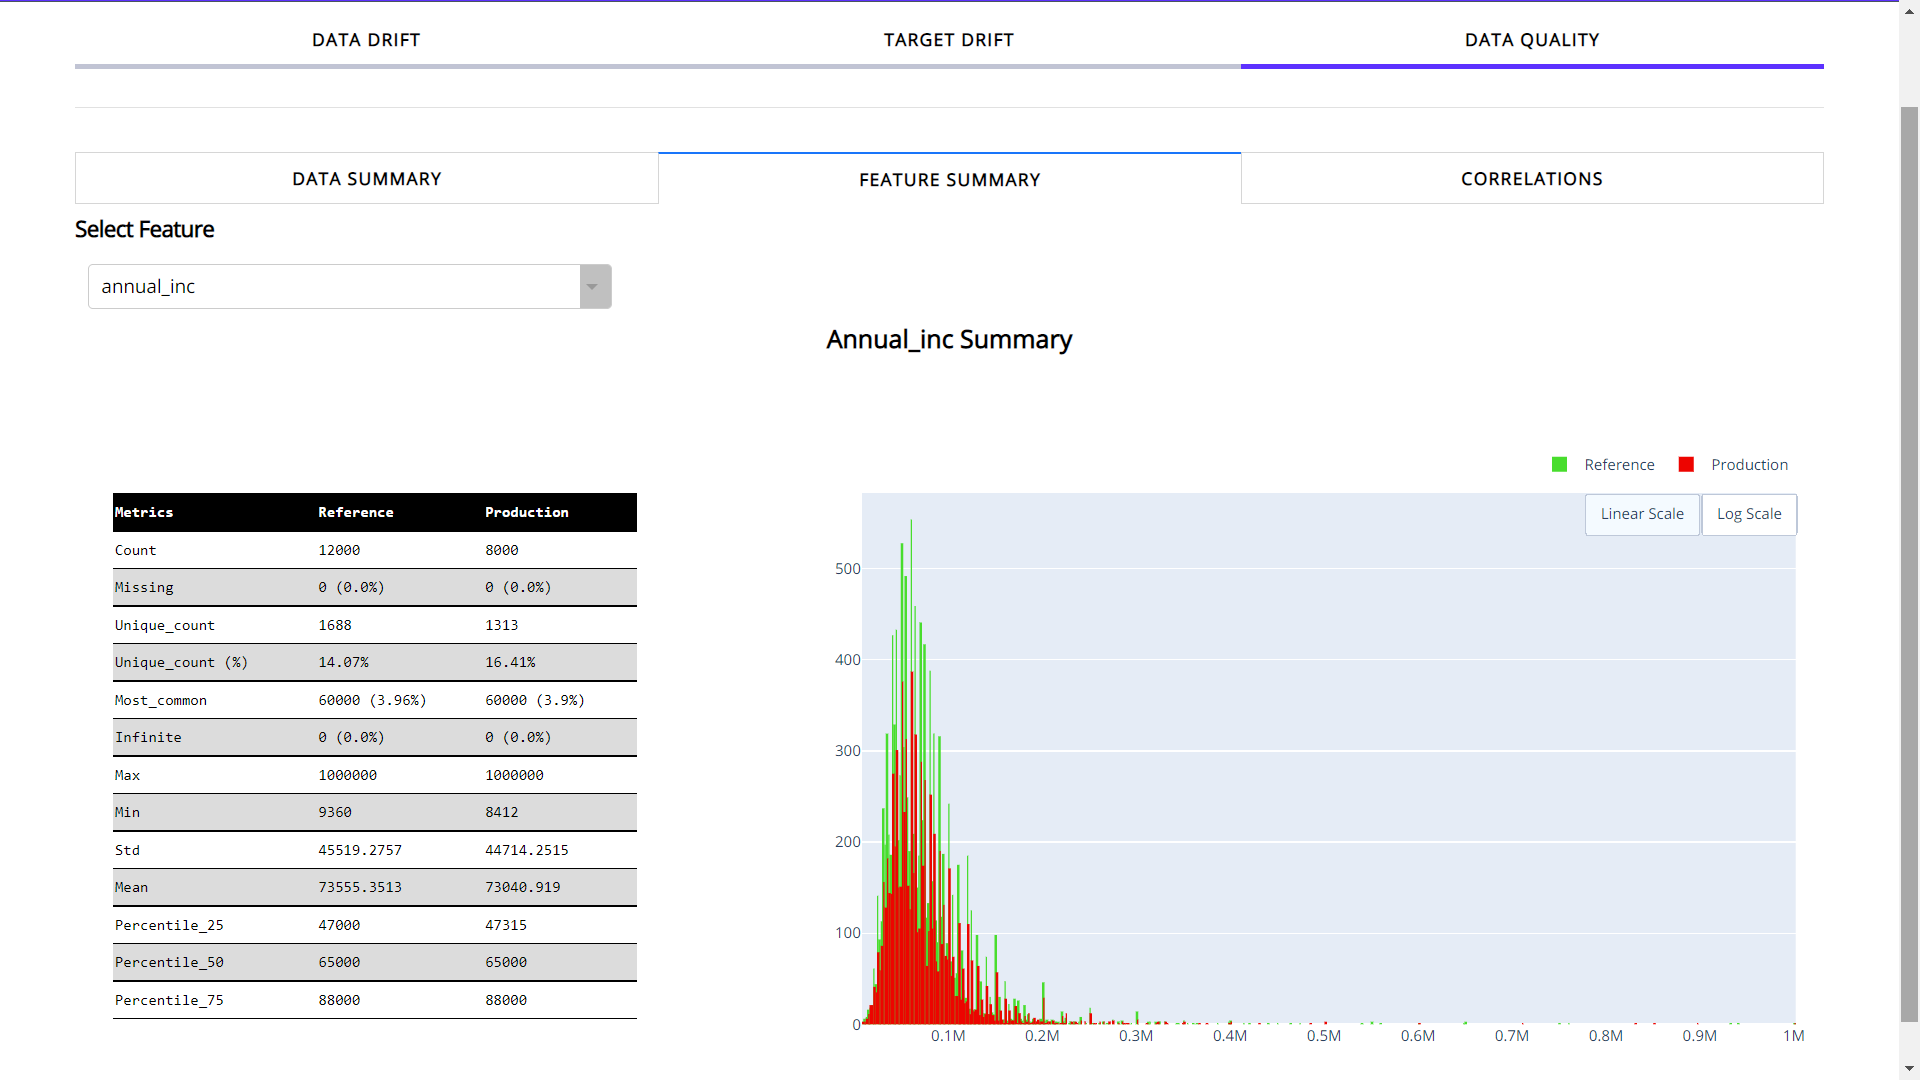 DATA DRIFT TARGET DRIFT DATA QUALITY
DATA SUMMARY FEATURE SUMMARY CORRELATIONS
Select Feature
annual_inc
Annual_inc Summary
Reference Production
Linear Scale Log Scale
Metrics Reference Production
Count 12000 8000
Missing 0 (0.0%) 0 (0.0%)
Unique_count 1688 1313
Unique_count (%) 14.07% 16.41%
Most_common 60000 (3.96%) 60000 (3.9%)
Infinite 0 (0.0%) 0 (0.0%)
Max 1000000 1000000
Min 9360 8412
Std 45519.2757 44714.2515
Mean 73555.3513 73040.919
Percentile_25 47000 47315
Percentile_50 65000 65000
Percentile_75 88000 88000
500
400
300
200
100
0
0.1M 0.2M 0.3M 0.4M 0.5M 0.6M 0.7M 0.8M 0.9M 1M